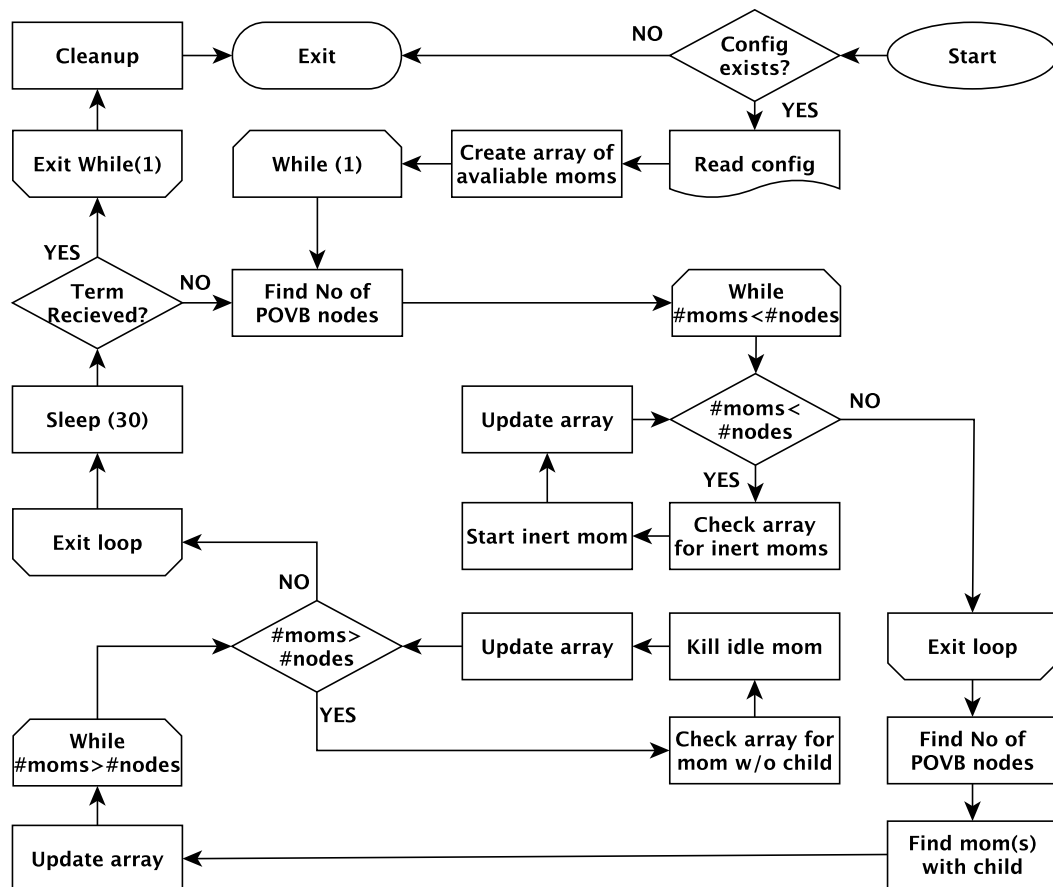 Cleanup
Exit
NO
Config
exists?
Start
YES
Exit While(1)
While (1)
Create array of
avaliable moms
Read config
YES
Term
Recieved?
NO
Find No of
POVB nodes
While
#moms<#nodes
Sleep (30)
Update array
#moms<
#nodes
NO
YES
Exit loop
Start inert mom
Check array
for inert moms
NO
#moms>
#nodes
Update array
Kill idle mom
Exit loop
YES
While
#moms>#nodes
Check array for
mom w/o child
Find No of
POVB nodes
Update array
Find mom(s)
with child